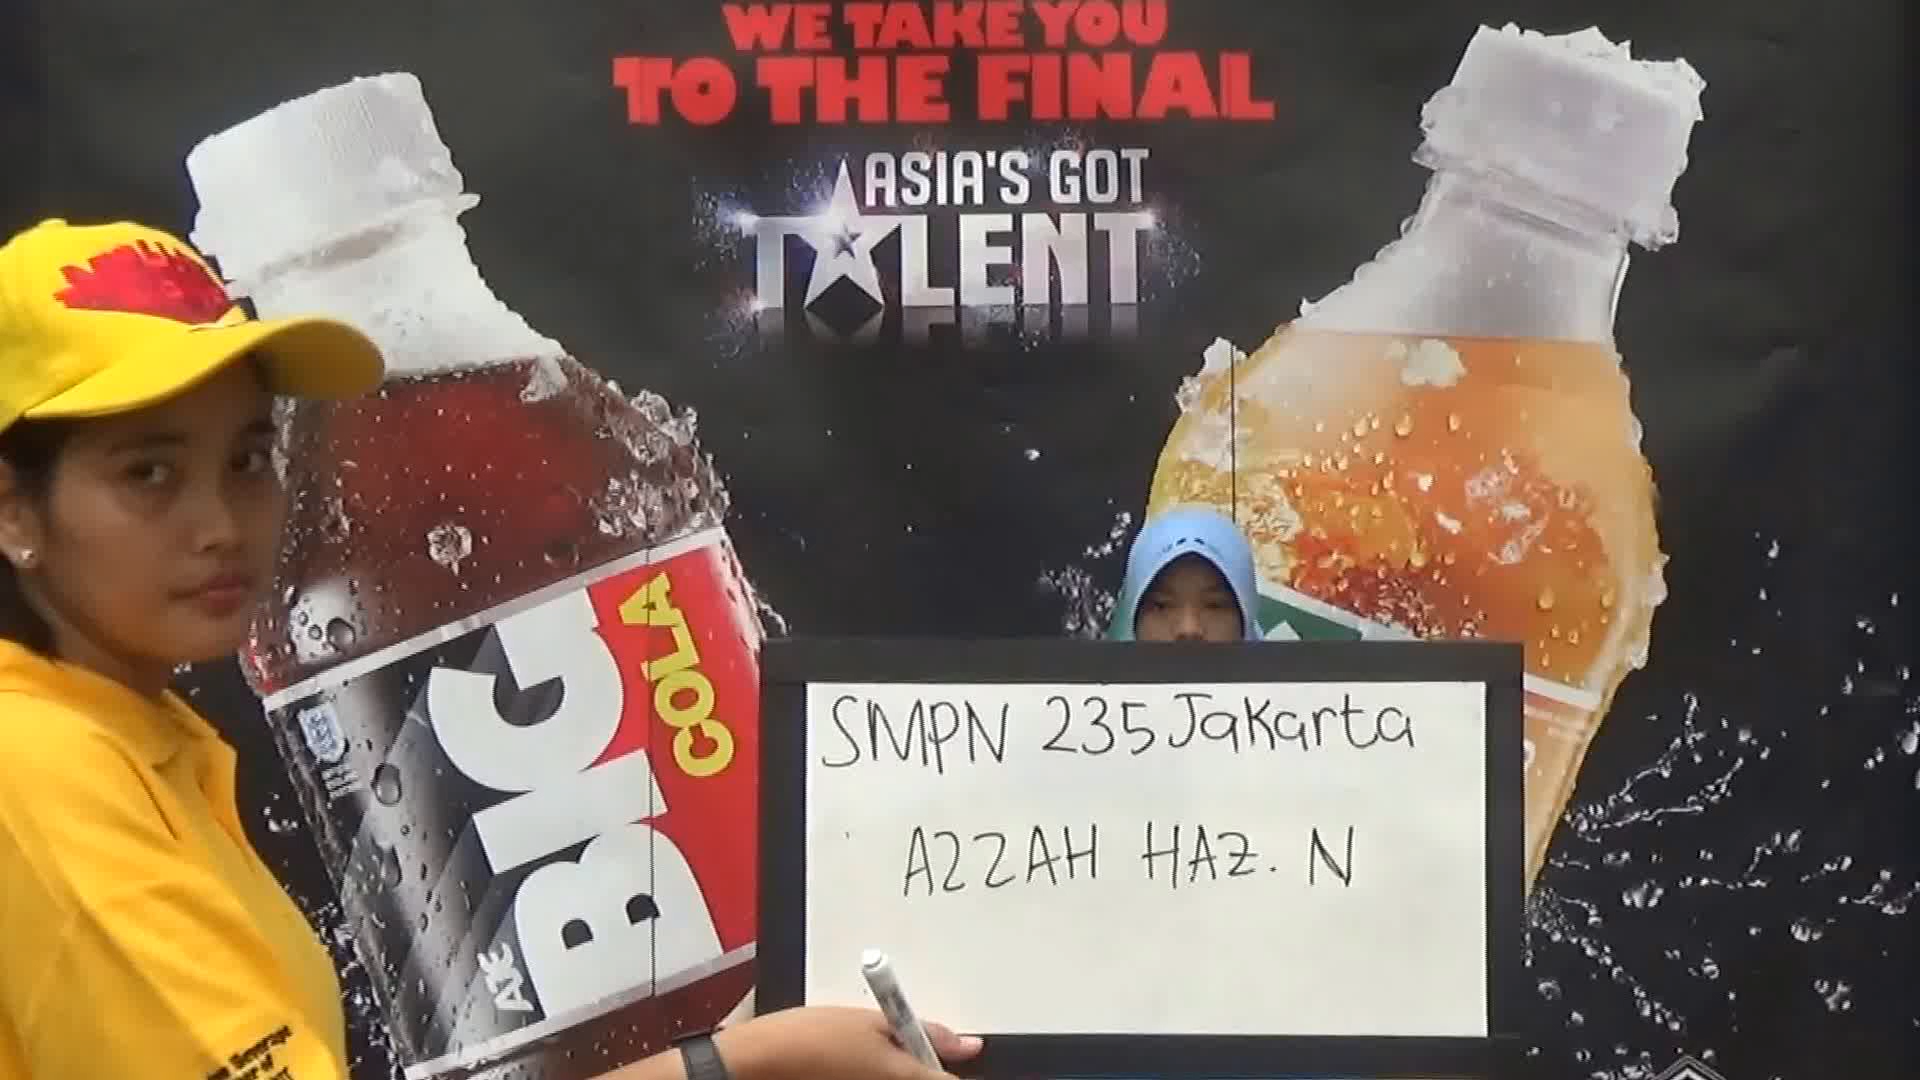 WE TAKE YOU
TO THE FINAL
ASIA'S GOT
TALENT
AJE
BIG
COLA
SMPN 235 Jakarta
AZZAH HAZ. N